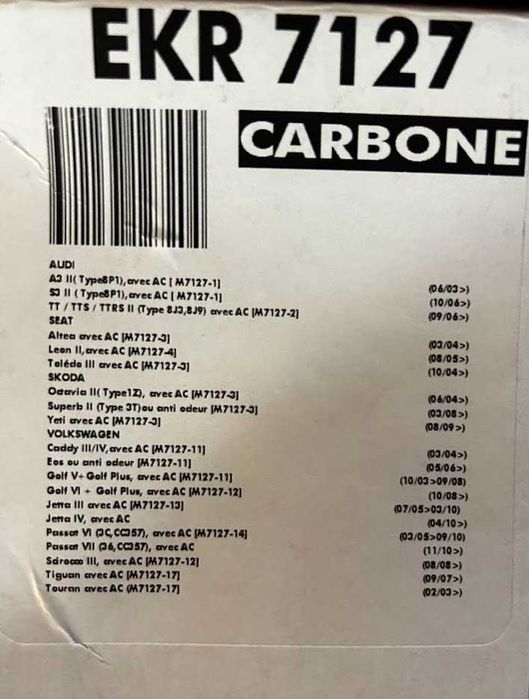 EKR 7127
CARBONE
AUDI
A3 II( Type8P1), avec AC [ M7127-1] (06/03>)
S3 II ( Type8P1), avec AC [ M7127-1] (10/06>)
TT / TTS / TTRS II (Type 8J3,8J9) avec AC [M7127-2] (09/06>)
SEAT
Altea avec AC [M7127-3] (03/04>)
Leon II, avec AC [M7127-4] (08/05>)
Tolédo III avec AC [M7127-3] (10/04>)
SKODA
Octavia II( Type1Z), avec AC [M7127-3] (06/04>)
Superb II (Type 3T)ou anti odeur [M7127-3] (03/08>)
Yeti avec AC [M7127-3] (08/09 >)
VOLKSWAGEN
Caddy III/IV, avec AC [M7127-11] (03/04>)
Eos ou anti odeur [M7127-11] (05/06>)
Golf V+ Golf Plus, avec AC [M7127-11] (10/03 >09/08)
Golf VI + Golf Plus, avec AC [M7127-12] (10/08>)
Jetta III avec AC [M7127-13] (07/05>03/10)
Jetta IV, avec AC (04/10>)
Passat VI (3C,CC357), avec AC [M7127-14] (03/05>09/10)
Passat VII (36,CC357), avec AC (11/10>)
Scirocco III, avec AC [M7127-12] (08/08>)
Tiguan avec AC [M7127-17] (09/07>)
Touran avec AC (M7127-17] (02/03>)